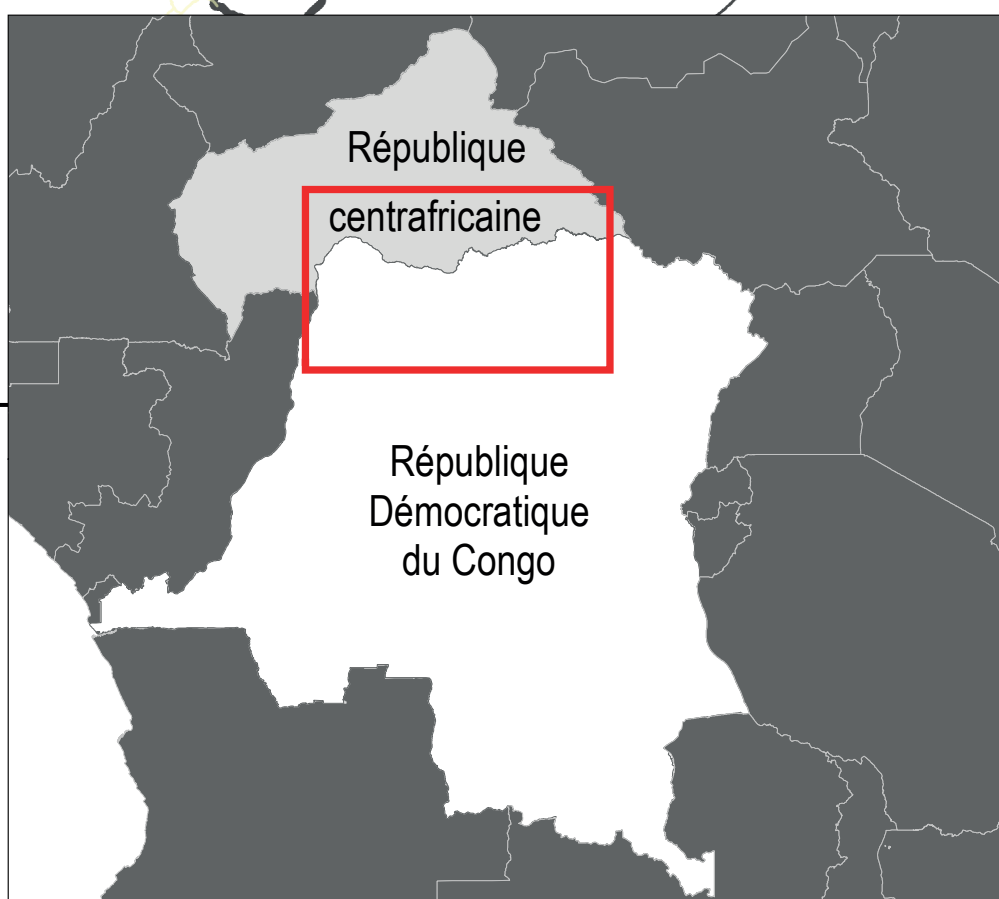 République
centrafricaine
République
Démocratique
du Congo